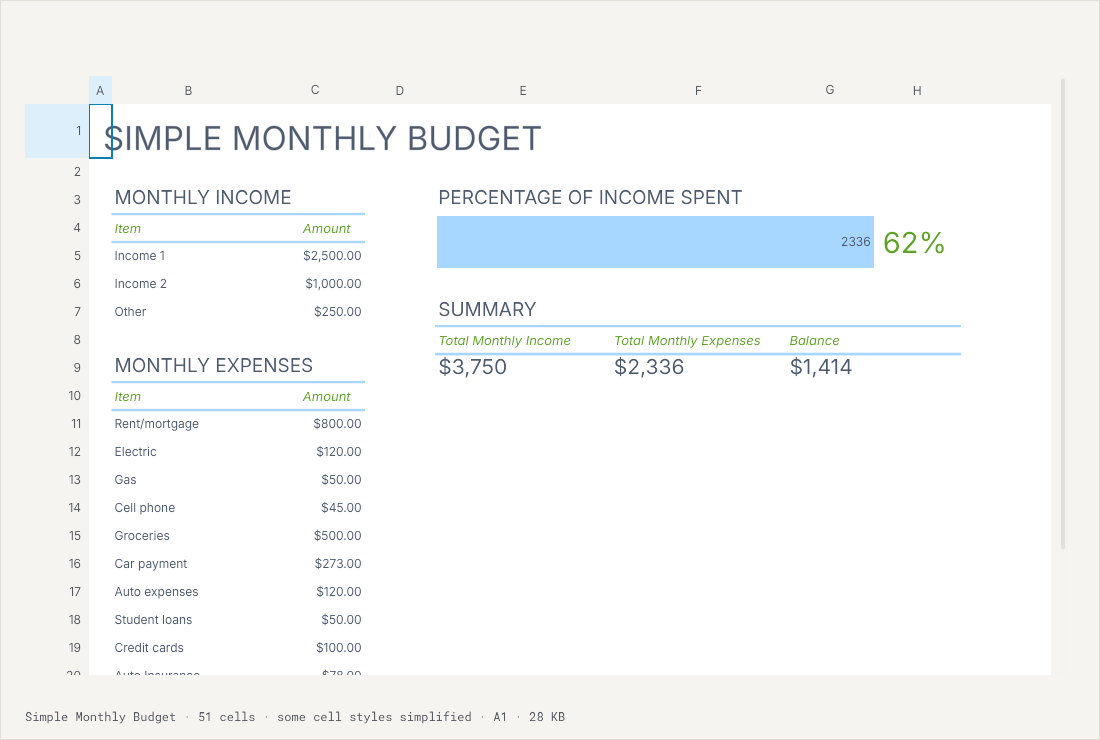 A B C D E F G H
1 SIMPLE MONTHLY BUDGET
2
3 MONTHLY INCOME PERCENTAGE OF INCOME SPENT
4 Item Amount 2336 62%
5 Income 1 $2,500.00
6 Income 2 $1,000.00
7 Other $250.00 SUMMARY
8 Total Monthly Income Total Monthly Expenses Balance
9 MONTHLY EXPENSES $3,750 $2,336 $1,414
10 Item Amount
11 Rent/mortgage $800.00
12 Electric $120.00
13 Gas $50.00
14 Cell phone $45.00
15 Groceries $500.00
16 Car payment $273.00
17 Auto expenses $120.00
18 Student loans $50.00
19 Credit cards $100.00
20 Auto Insurance $78.00
Simple Monthly Budget · 51 cells · some cell styles simplified · A1 · 28 KB